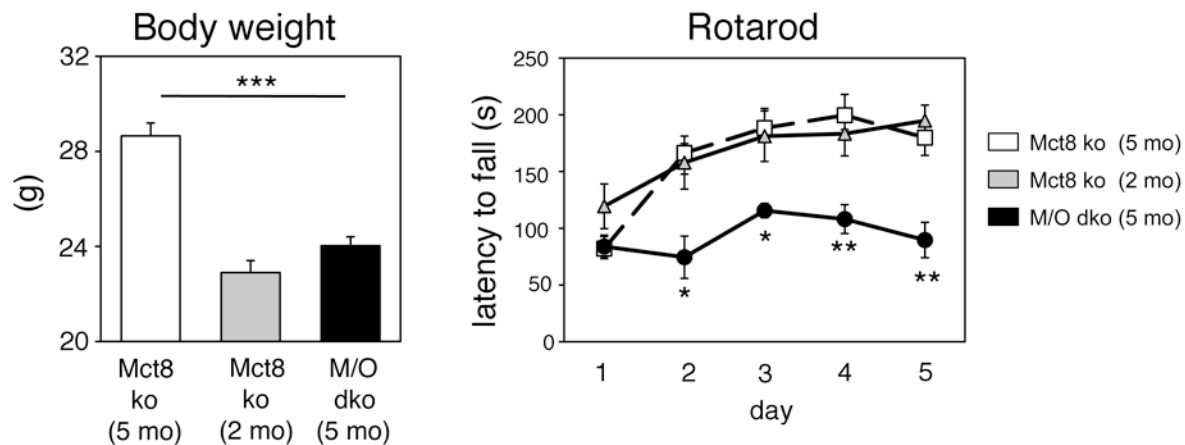 Body weight
32
28
24
20
(g)
***
Mct8
ko
(5 mo)
Mct8
ko
(2 mo)
M/O
dko
(5 mo)
Rotarod
250
200
150
100
50
0
latency to fall (s)
*
*
**
**
1 2 3 4 5
day
Mct8 ko (5 mo)
Mct8 ko (2 mo)
M/O dko (5 mo)